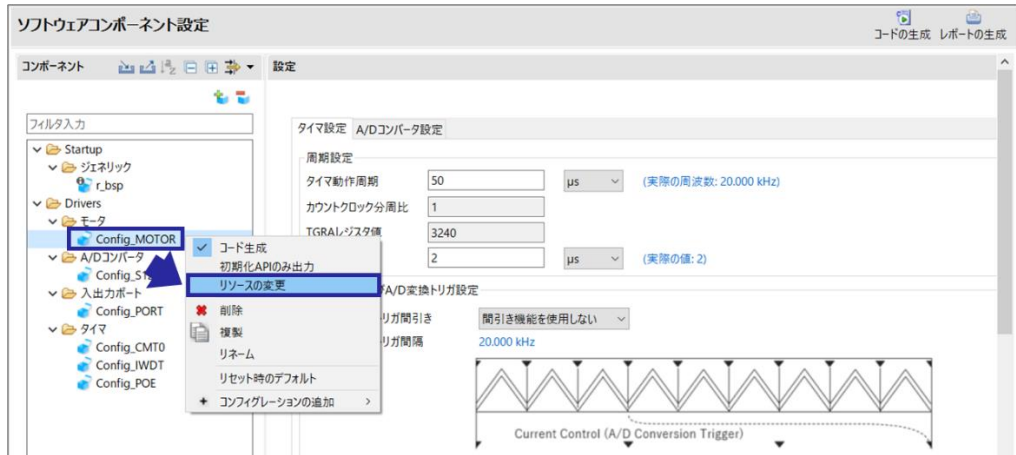 ソフトウェアコンポーネント設定
コードの生成 レポートの生成
コンポーネント
設定
フィルタ入力
Startup
ジェネリック
r_bsp
Drivers
モータ
Config_MOTOR
A/Dコンバータ
Config_S12
入出力ポート
Config_PORT
タイマ
Config_CMT0
Config_IWDT
Config_POE
コード生成
初期化APIのみ出力
リソースの変更
削除
複製
リネーム
リセット時のデフォルト
コンフィグレーションの追加
タイマ設定 A/Dコンバータ設定
周期設定
タイマ動作周期 50 μs (実際の周波数: 20.000 kHz)
カウントクロック分周比 1
TGRAレジスタ値 3240
2 μs (実際の値: 2)
A/D変換トリガ設定
リガ間引き 間引き機能を使用しない
リガ間隔 20.000 kHz
Current Control (A/D Conversion Trigger)